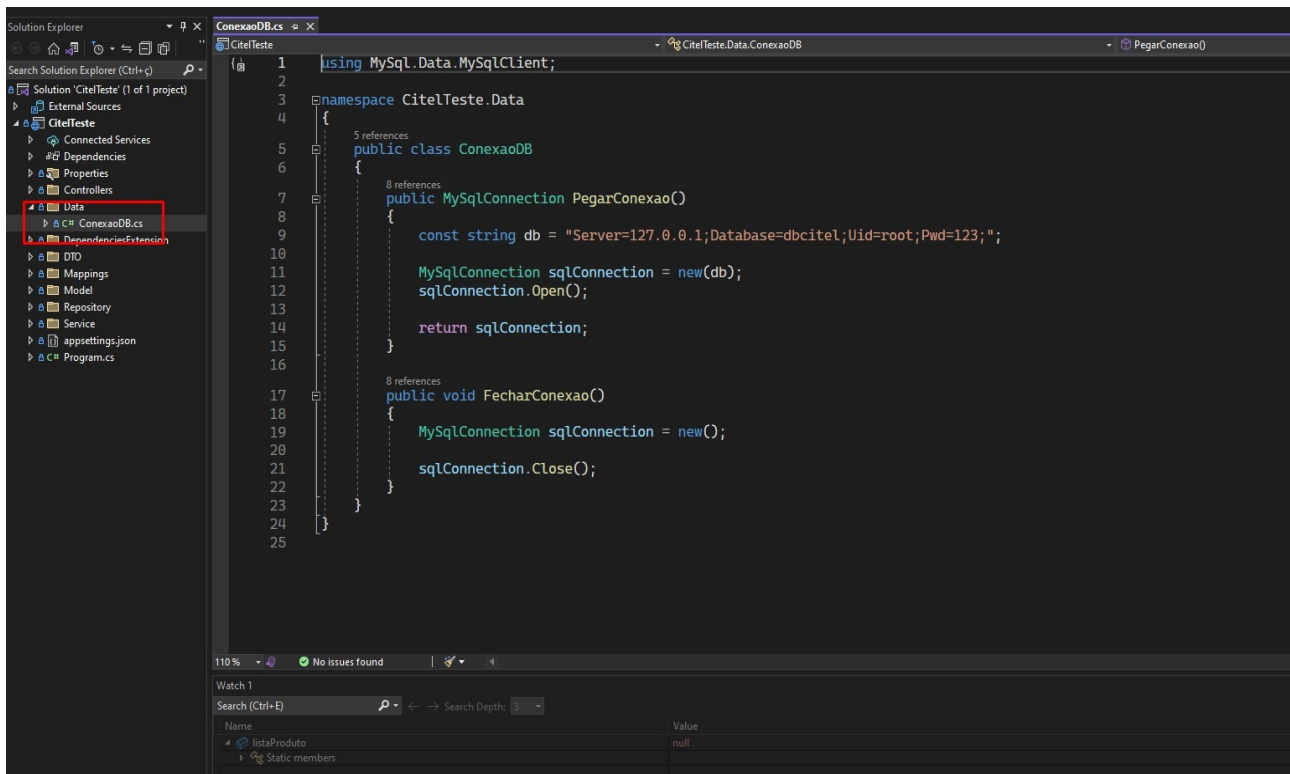 Solution Explorer
Search Solution Explorer (Ctrl+ç)
Solution 'CitelTeste' (1 of 1 project)
External Sources
CitelTeste
Connected Services
Dependencies
Properties
Controllers
Data
C# ConexaoDB.cs
DependenciesExtension
DTO
Mappings
Model
Repository
Service
appsettings.json
C# Program.cs
ConexaoDB.cs
CitelTeste CitelTeste.Data.ConexaoDB PegarConexao()
1 using MySql.Data.MySqlClient;
2
3 namespace CitelTeste.Data
4 {
5 references
5 public class ConexaoDB
6 {
8 references
7 public MySqlConnection PegarConexao()
8 {
9 const string db = "Server=127.0.0.1;Database=dbcitel;Uid=root;Pwd=123;";
10
11 MySqlConnection sqlConnection = new(db);
12 sqlConnection.Open();
13
14 return sqlConnection;
15 }
16
8 references
17 public void FecharConexao()
18 {
19 MySqlConnection sqlConnection = new();
20
21 sqlConnection.Close();
22 }
23 }
24 }
25
110% No issues found
Watch 1
Search (Ctrl+E) Search Depth: 3
Name Value
listaProduto null
Static members